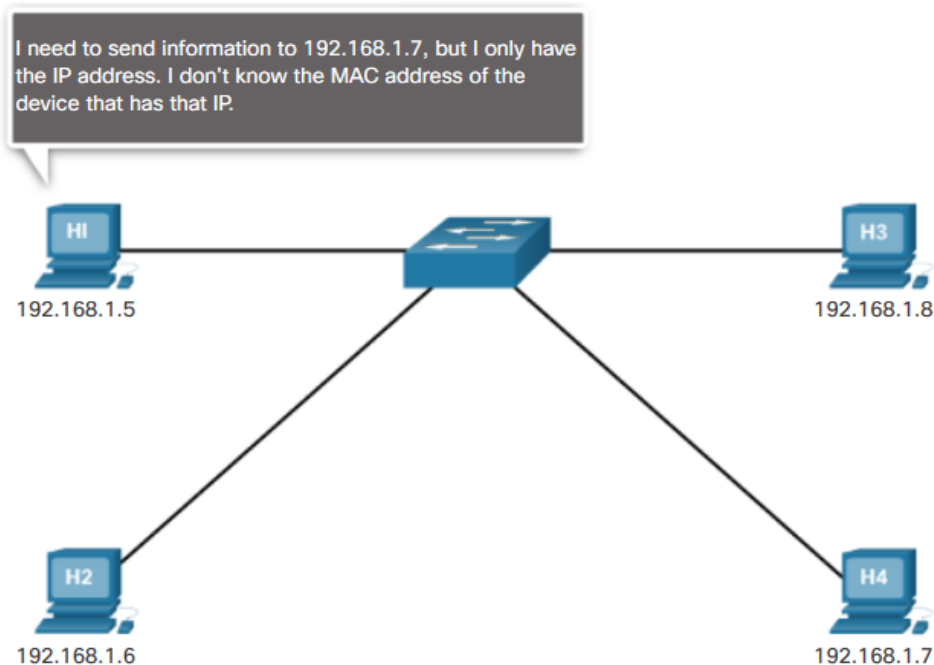 I need to send information to 192.168.1.7, but I only have
the IP address. I don't know the MAC address of the
device that has that IP.
H1
H3
192.168.1.5
192.168.1.8
H2
H4
192.168.1.6
192.168.1.7